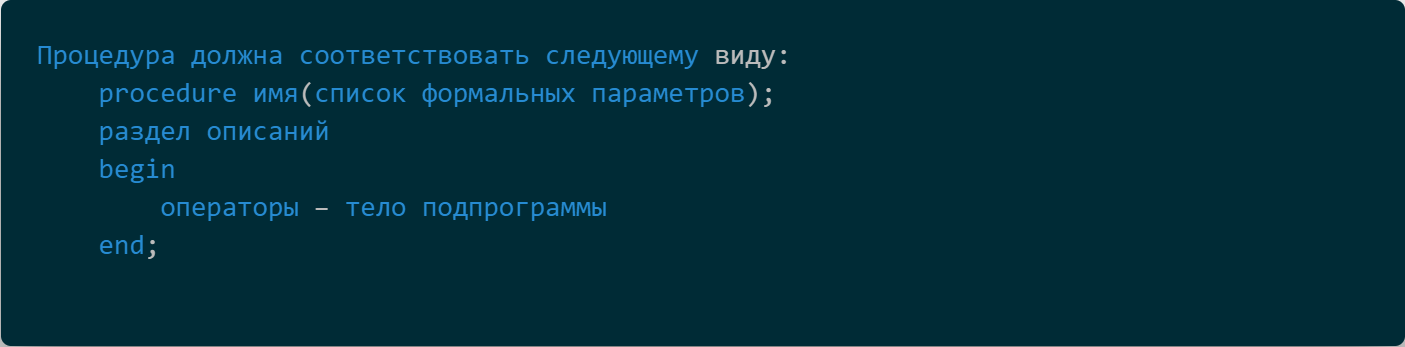 Процедура должна соответствовать следующему виду:
procedure имя(список формальных параметров);
раздел описаний
begin
операторы – тело подпрограммы
end;